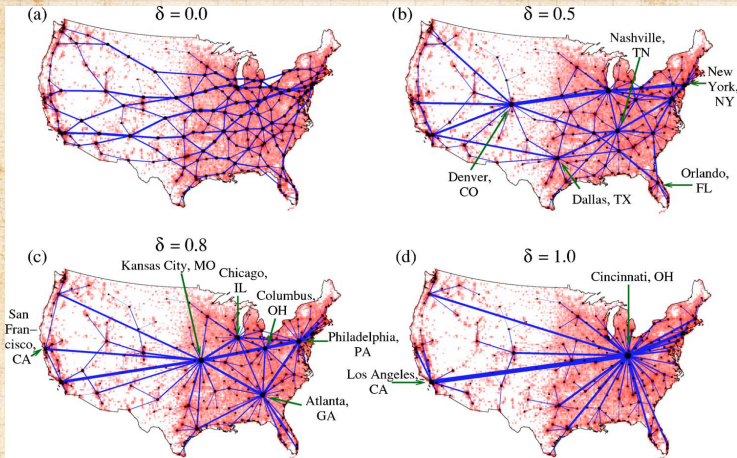 (a)
δ = 0.0
(b)
δ = 0.5
Nashville,
TN
New
York,
NY
Denver,
CO
Dallas, TX
Orlando,
FL
(c)
δ = 0.8
Kansas City, MO
Chicago,
IL
Columbus,
OH
San
Fran–
cisco,
CA
Philadelphia,
PA
Atlanta,
GA
(d)
δ = 1.0
Cincinnati, OH
Los Angeles,
CA